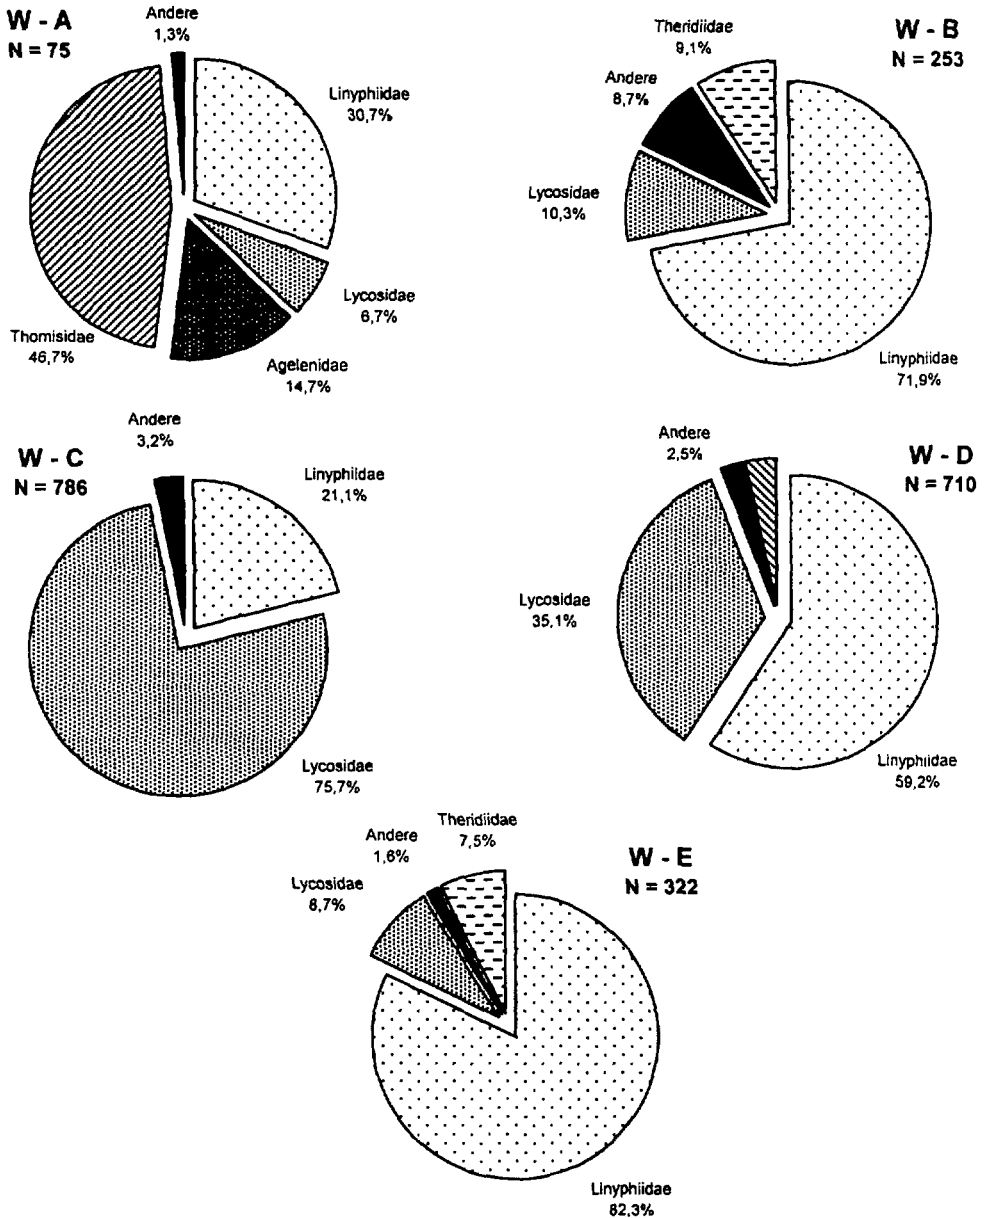 W - A
N = 75
Andere
1,3%
Linyphiidae
30,7%
Lycosidae
6,7%
Agelenidae
14,7%
Thomisidae
46,7%
W - B
N = 253
Theridiidae
9,1%
Andere
8,7%
Lycosidae
10,3%
Linyphiidae
71,9%
W - C
N = 786
Andere
3,2%
Linyphiidae
21,1%
Lycosidae
75,7%
W - D
N = 710
Andere
2,5%
Lycosidae
35,1%
Linyphiidae
59,2%
W - E
N = 322
Theridiidae
7,5%
Andere
1,6%
Lycosidae
8,7%
Linyphiidae
82,3%